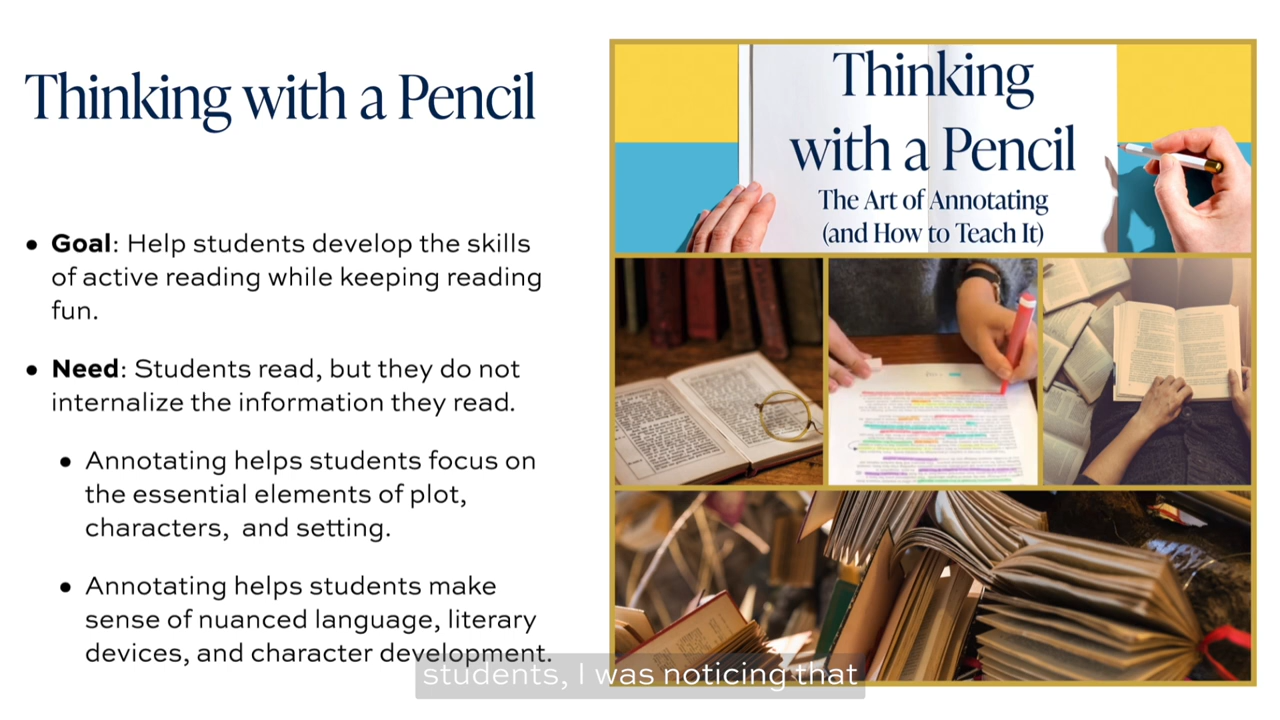 Thinking with a Pencil
• Goal: Help students develop the skills
of active reading while keeping reading
fun.
• Need: Students read, but they do not
internalize the information they read.
• Annotating helps students focus on
the essential elements of plot,
characters, and setting.
• Annotating helps students make
sense of nuanced language, literary
devices, and character development.
Thinking
with a Pencil
The Art of Annotating
(and How to Teach It)
students, I was noticing that